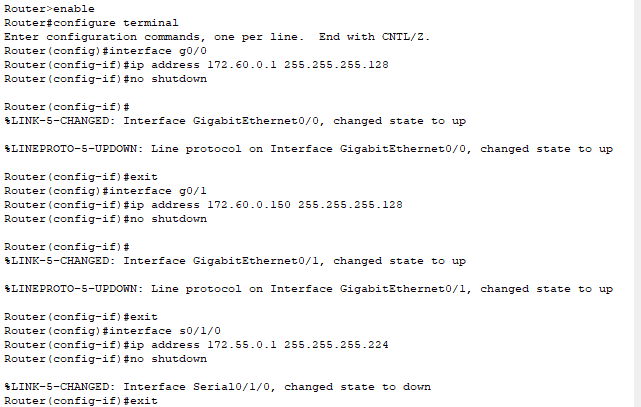 Router>enable
Router#configure terminal
Enter configuration commands, one per line.  End with CNTL/Z.
Router(config)#interface g0/0
Router(config-if)#ip address 172.60.0.1 255.255.255.128
Router(config-if)#no shutdown
Router(config-if)#
%LINK-5-CHANGED: Interface GigabitEthernet0/0, changed state to up
%LINEPROTO-5-UPDOWN: Line protocol on Interface GigabitEthernet0/0, changed state to up
Router(config-if)#exit
Router(config)#interface g0/1
Router(config-if)#ip address 172.60.0.150 255.255.255.128
Router(config-if)#no shutdown
Router(config-if)#
%LINK-5-CHANGED: Interface GigabitEthernet0/1, changed state to up
%LINEPROTO-5-UPDOWN: Line protocol on Interface GigabitEthernet0/1, changed state to up
Router(config-if)#exit
Router(config)#interface s0/1/0
Router(config-if)#ip address 172.55.0.1 255.255.255.224
Router(config-if)#no shutdown
%LINK-5-CHANGED: Interface Serial0/1/0, changed state to down
Router(config-if)#exit